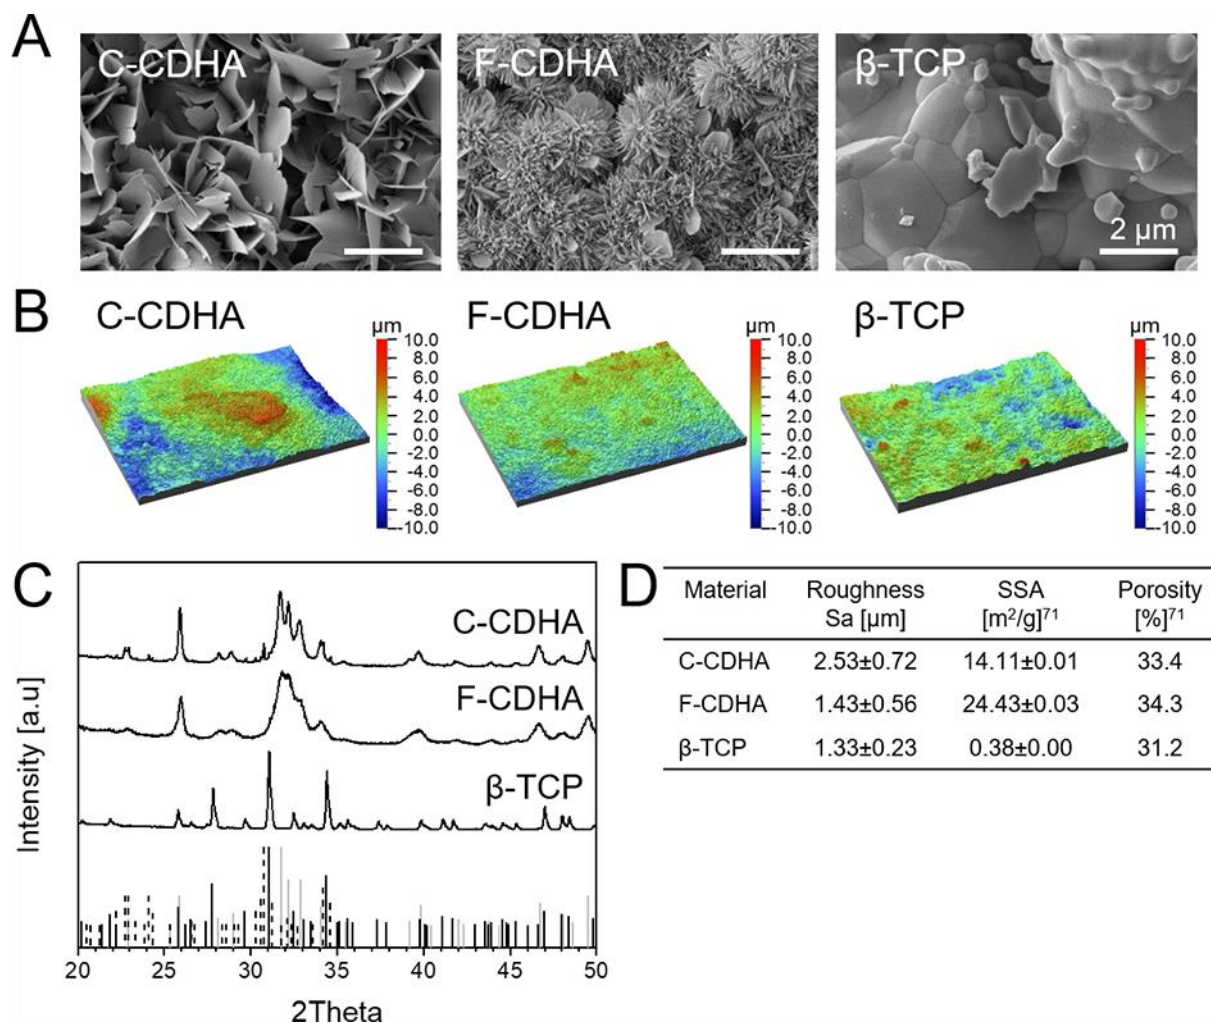 A
C-CDHA
F-CDHA
β-TCP
2 μm
B
C-CDHA
F-CDHA
β-TCP
μm
10.0
8.0
6.0
4.0
2.0
0.0
-2.0
-4.0
-6.0
-8.0
-10.0
μm
10.0
8.0
6.0
4.0
2.0
0.0
-2.0
-4.0
-6.0
-8.0
-10.0
μm
10.0
8.0
6.0
4.0
2.0
0.0
-2.0
-4.0
-6.0
-8.0
-10.0
C
Intensity [a.u]
C-CDHA
F-CDHA
β-TCP
20 25 30 35 40 45 50
2Theta
D
Material Roughness Sa [μm] SSA [m²/g]⁷¹ Porosity [%]⁷¹
C-CDHA 2.53±0.72 14.11±0.01 33.4
F-CDHA 1.43±0.56 24.43±0.03 34.3
β-TCP 1.33±0.23 0.38±0.00 31.2